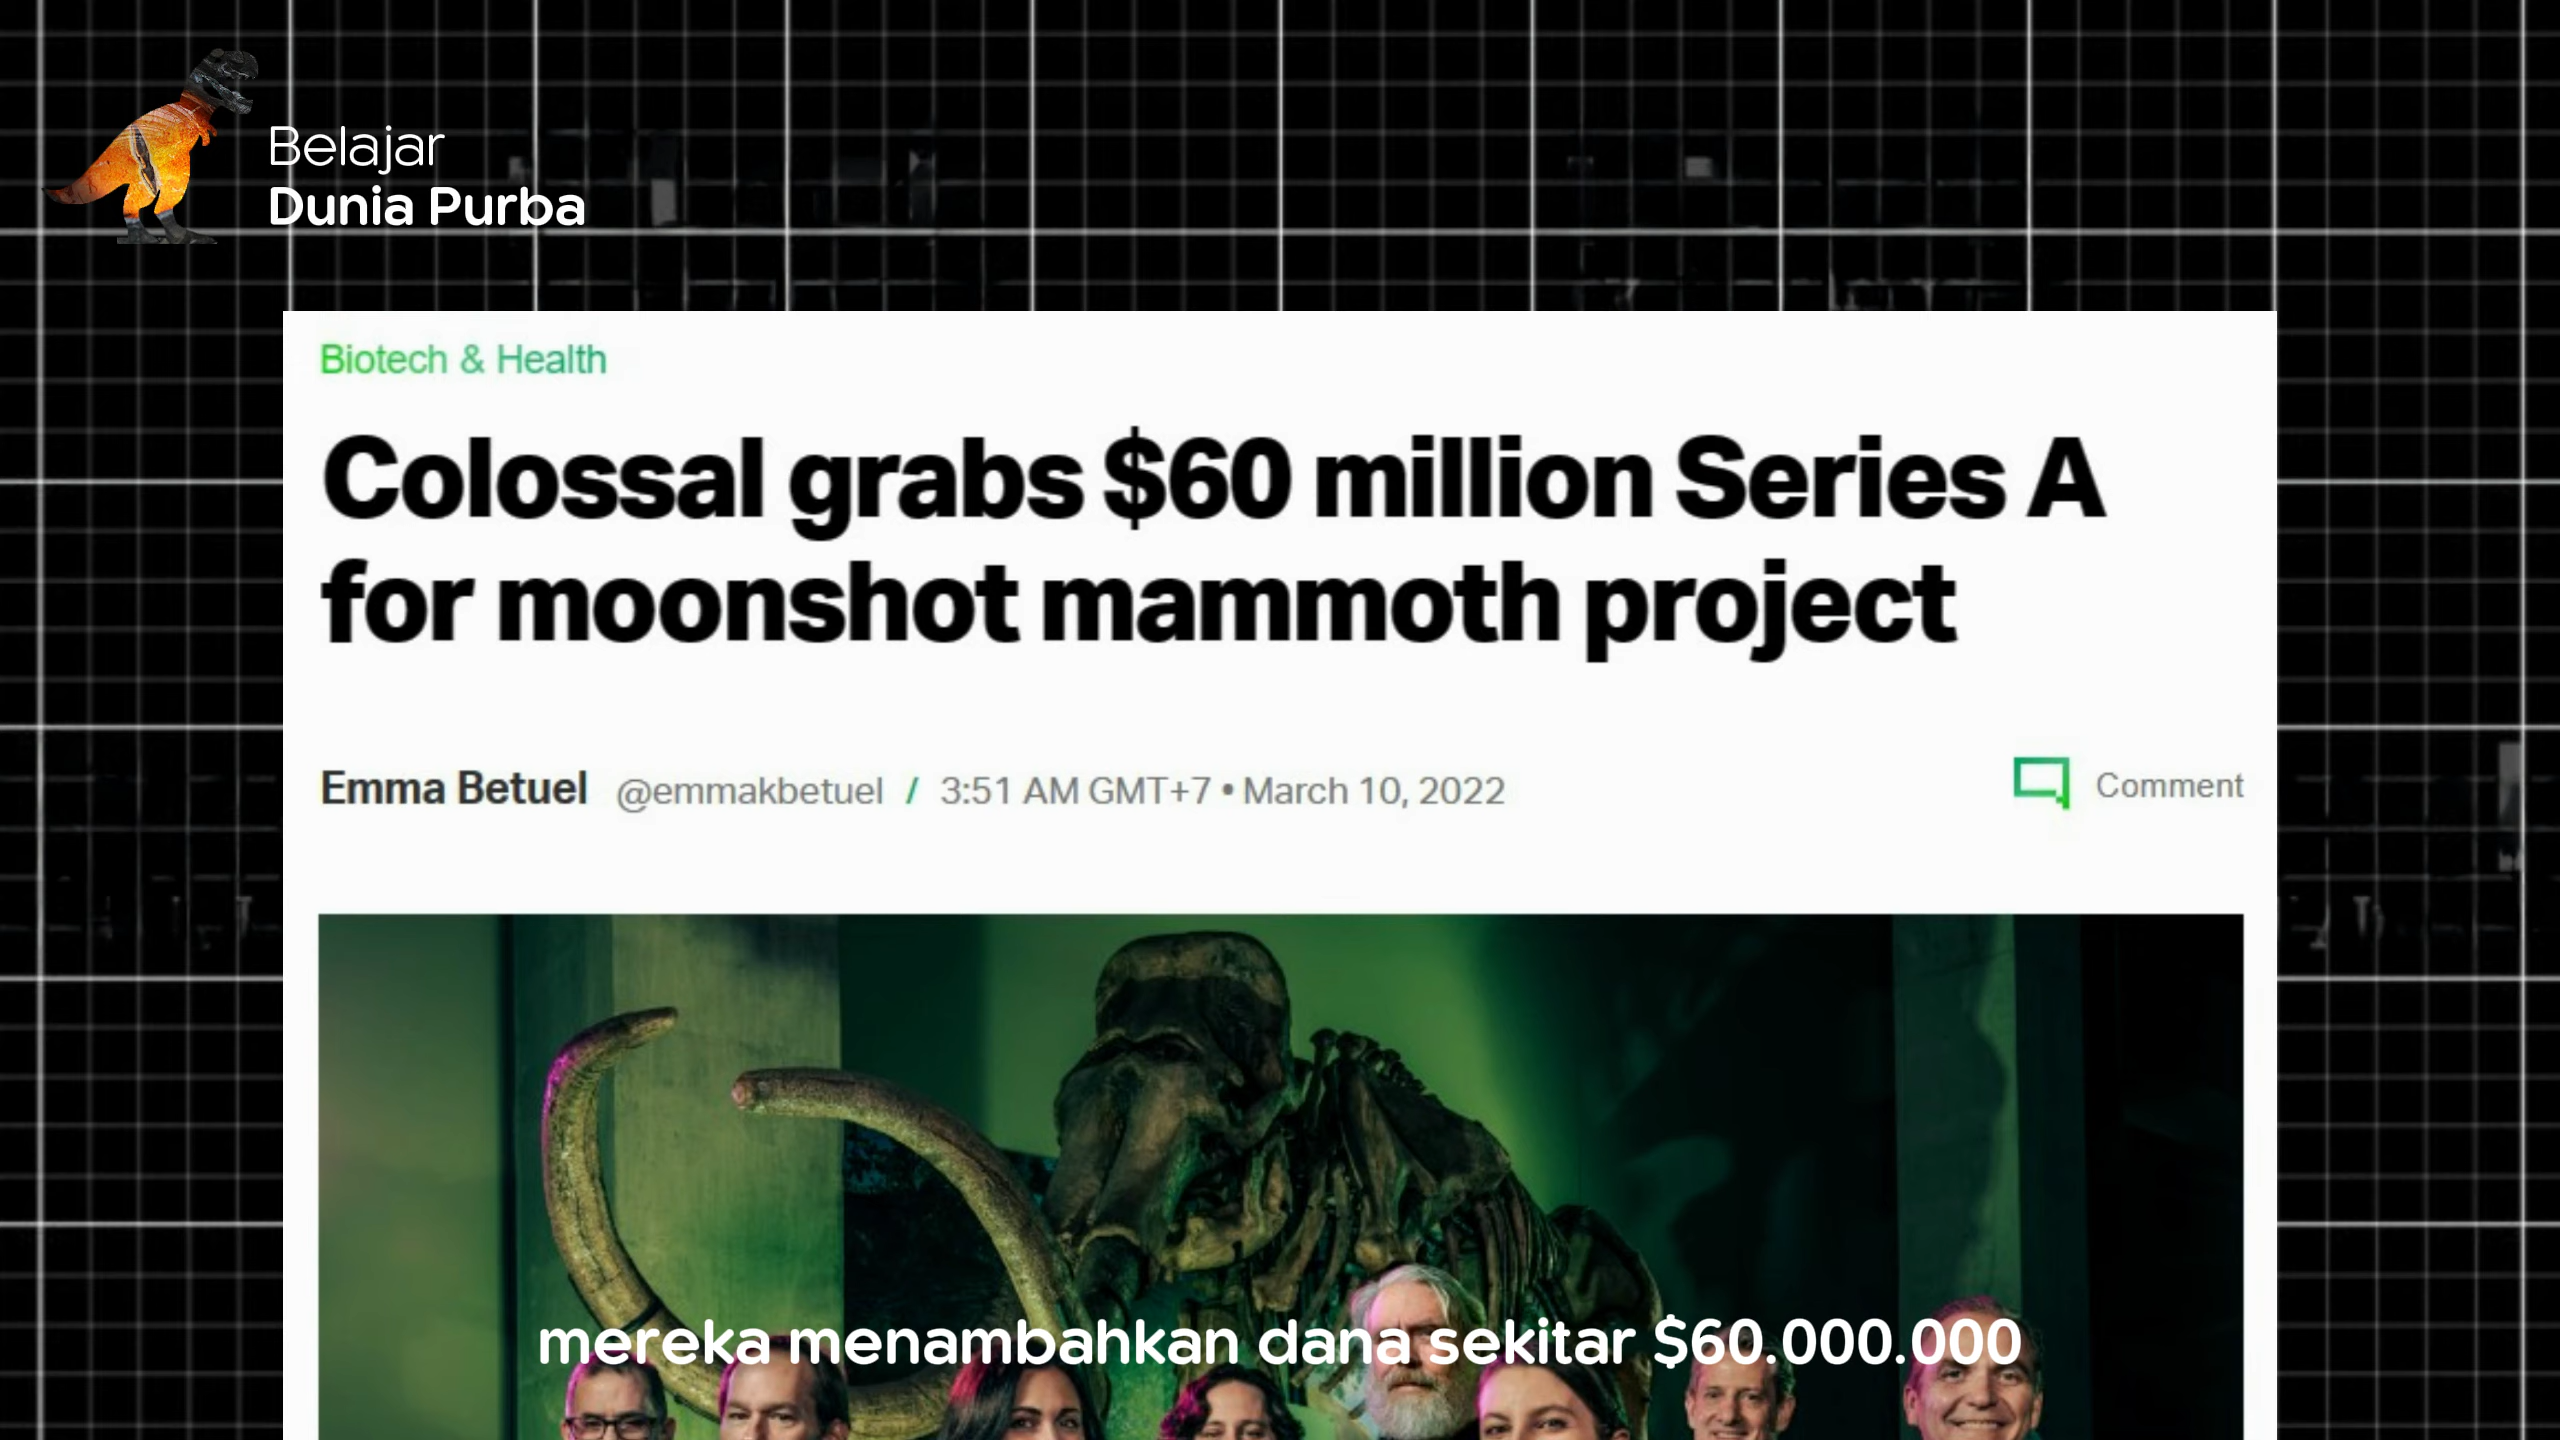 Belajar
Dunia Purba
Biotech & Health
Colossal grabs $60 million Series A
for moonshot mammoth project
Emma Betuel @emmakbetuel / 3:51 AM GMT+7 • March 10, 2022
Comment
mereka menambahkan dana sekitar $60.000.000